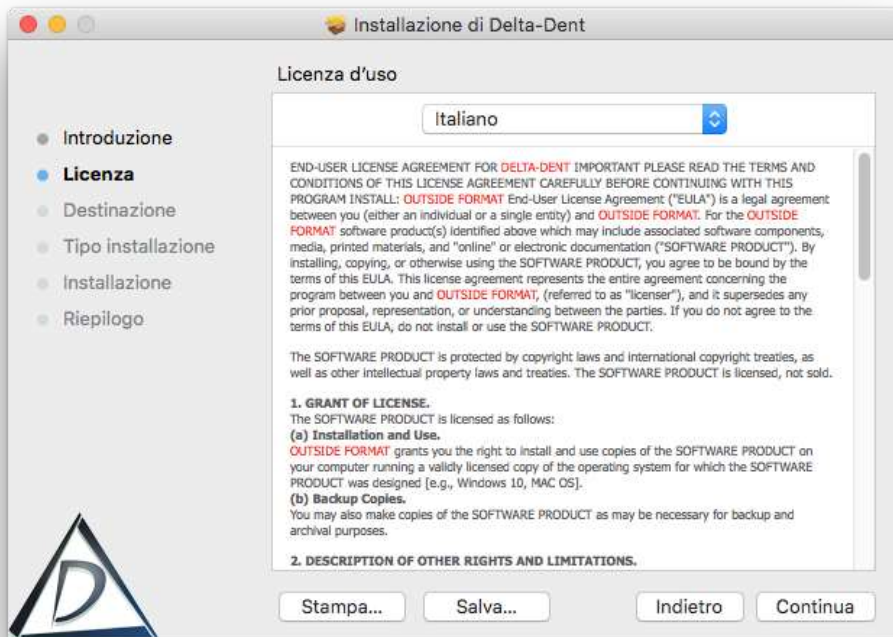 Installazione di Delta-Dent
Licenza d'uso
Introduzione
Licenza
Destinazione
Tipo installazione
Installazione
Riepilogo
Italiano
END-USER LICENSE AGREEMENT FOR DELTA-DENT IMPORTANT PLEASE READ THE TERMS AND
CONDITIONS OF THIS LICENSE AGREEMENT CAREFULLY BEFORE CONTINUING WITH THIS
PROGRAM INSTALL: OUTSIDE FORMAT End-User License Agreement ("EULA") is a legal agreement
between you (either an individual or a single entity) and OUTSIDE FORMAT. For the OUTSIDE
FORMAT software product(s) identified above which may include associated software components,
media, printed materials, and "online" or electronic documentation ("SOFTWARE PRODUCT"). By
installing, copying, or otherwise using the SOFTWARE PRODUCT, you agree to be bound by the
terms of this EULA. This license agreement represents the entire agreement concerning the
program between you and OUTSIDE FORMAT, (referred to as "licenser"), and it supersedes any
prior proposal, representation, or understanding between the parties. If you do not agree to the
terms of this EULA, do not install or use the SOFTWARE PRODUCT.
The SOFTWARE PRODUCT is protected by copyright laws and international copyright treaties, as
well as other intellectual property laws and treaties. The SOFTWARE PRODUCT is licensed, not sold.
1. GRANT OF LICENSE.
The SOFTWARE PRODUCT is licensed as follows:
(a) Installation and Use.
OUTSIDE FORMAT grants you the right to install and use copies of the SOFTWARE PRODUCT on
your computer running a validly licensed copy of the operating system for which the SOFTWARE
PRODUCT was designed [e.g., Windows 10, MAC OS].
(b) Backup Copies.
You may also make copies of the SOFTWARE PRODUCT as may be necessary for backup and
archival purposes.
2. DESCRIPTION OF OTHER RIGHTS AND LIMITATIONS.
D
Stampa... Salva... Indietro Continua